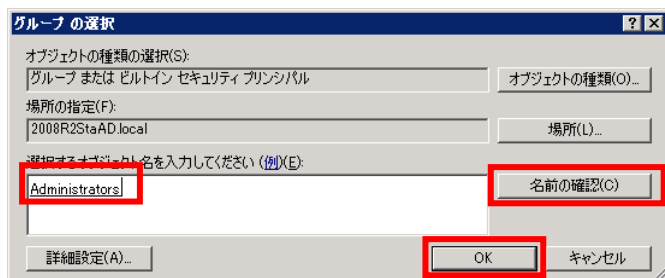 グループ の選択
オブジェクトの種類の選択(S):
グループ または ビルトイン セキュリティ プリンシパル
オブジェクトの種類(O)...
場所の指定(F):
2008R2StaAD.local
場所(L)...
選択するオブジェクト名を入力してください (例)(E):
Administrators
名前の確認(C)
詳細設定(A)...
OK
キャンセル